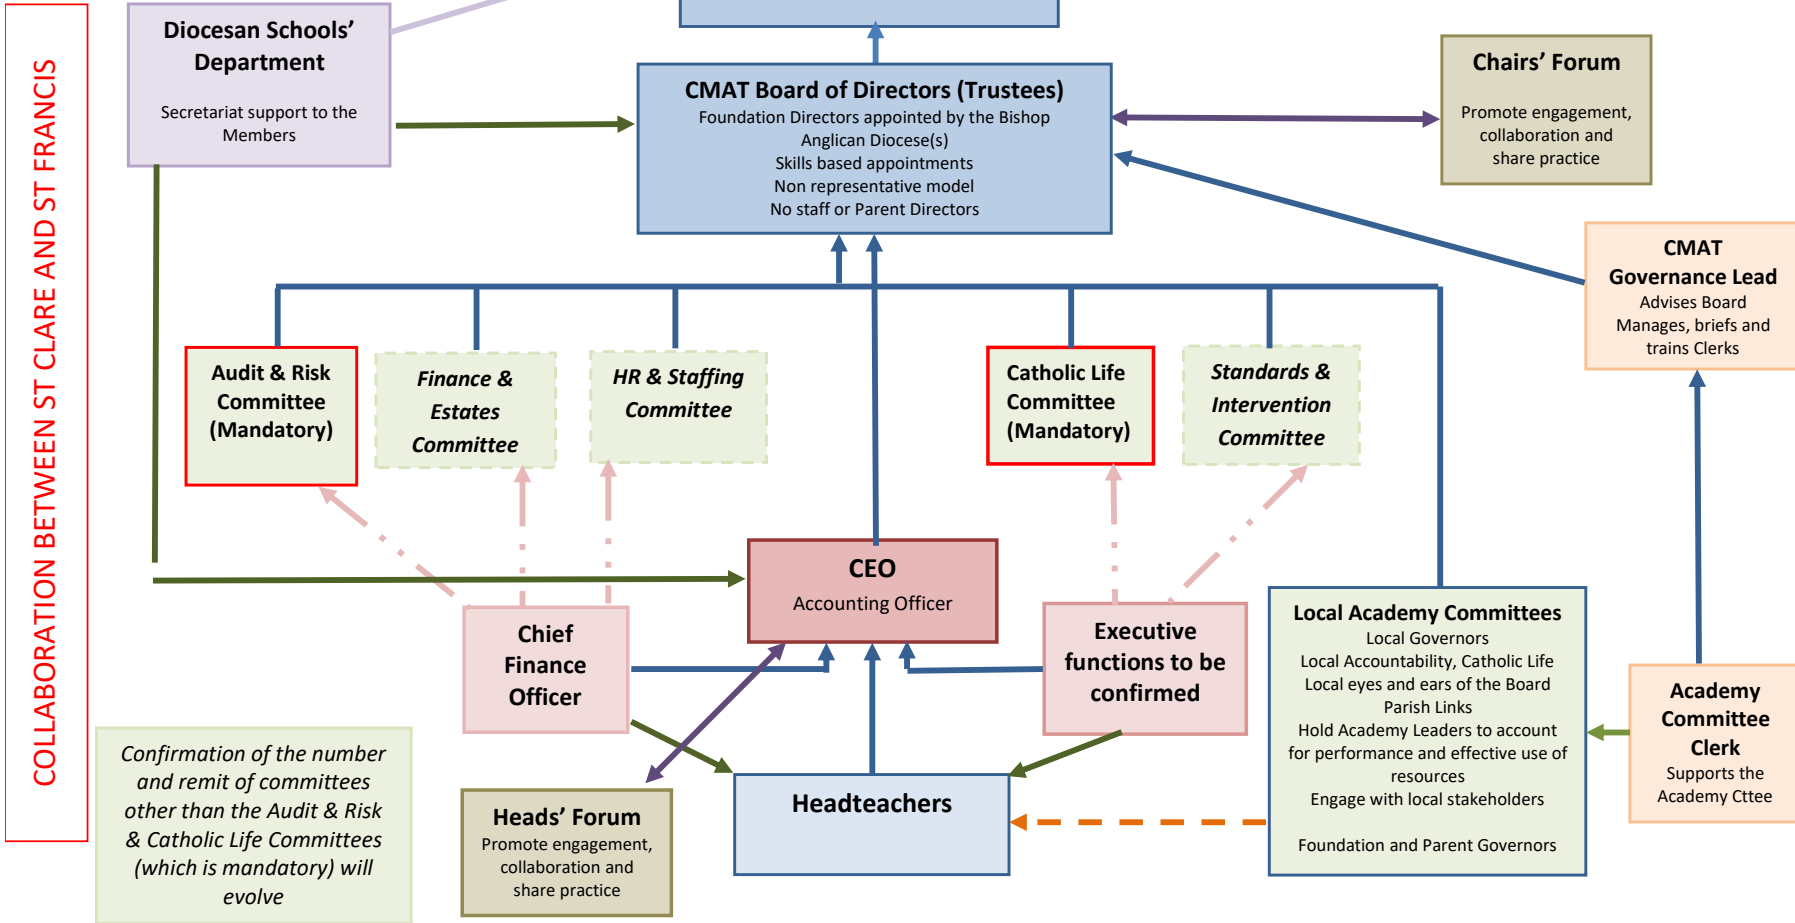 COLLABORATION BETWEEN ST CLARE AND ST FRANCIS
Diocesan Schools’
Department
Secretariat support to the
Members
CMAT Board of Directors (Trustees)
Foundation Directors appointed by the Bishop
Anglican Diocese(s)
Skills based appointments
Non representative model
No staff or Parent Directors
Chairs’ Forum
Promote engagement,
collaboration and
share practice
CMAT
Governance Lead
Advises Board
Manages, briefs and
trains Clerks
Audit & Risk
Committee
(Mandatory)
Finance &
Estates
Committee
HR & Staffing
Committee
Catholic Life
Committee
(Mandatory)
Standards &
Intervention
Committee
CEO
Accounting Officer
Chief
Finance
Officer
Executive
functions to be
confirmed
Local Academy Committees
Local Governors
Local Accountability, Catholic Life
Local eyes and ears of the Board
Parish Links
Hold Academy Leaders to account
for performance and effective use of
resources
Engage with local stakeholders
Foundation and Parent Governors
Academy
Committee
Clerk
Supports the
Academy Cttee
Confirmation of the number
and remit of committees
other than the Audit & Risk
& Catholic Life Committees
(which is mandatory) will
evolve
Heads’ Forum
Promote engagement,
collaboration and
share practice
Headteachers